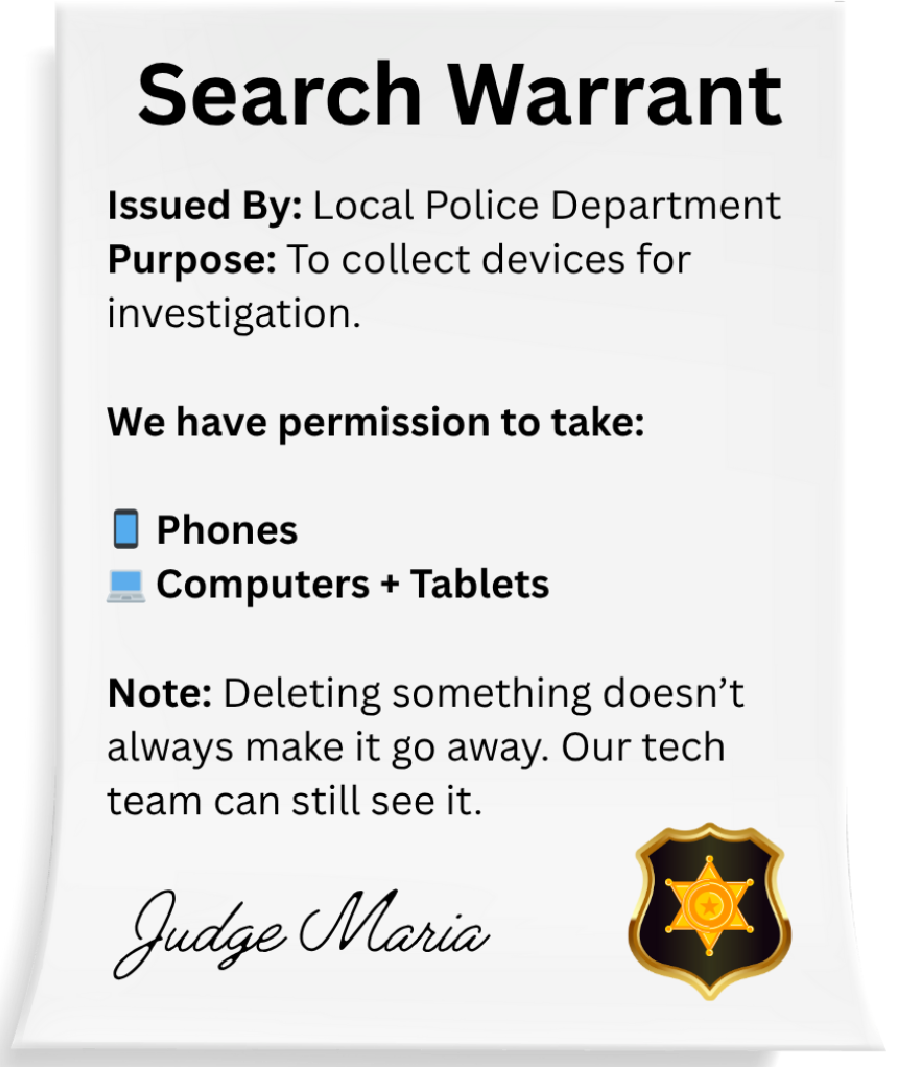 Search Warrant
Issued By: Local Police Department
Purpose: To collect devices for
investigation.
We have permission to take:
Phones
Computers + Tablets
Note: Deleting something doesn’t
always make it go away. Our tech
team can still see it.
Judge Maria